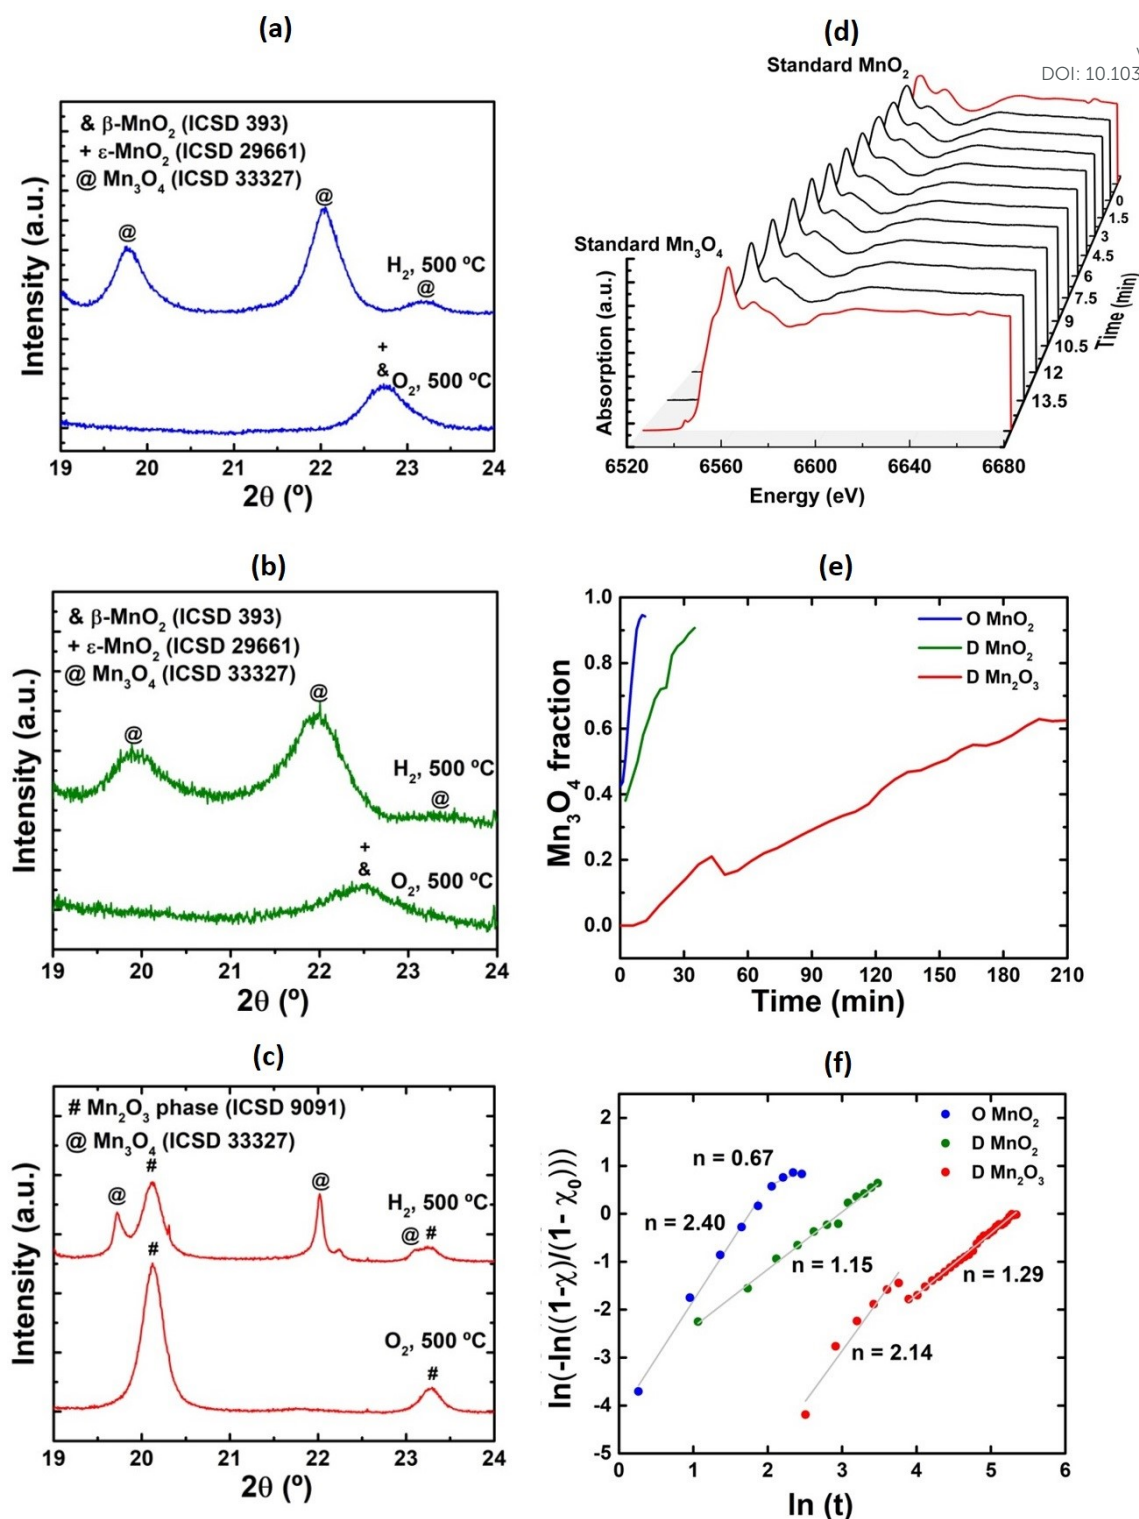 (a)
& β-MnO2 (ICSD 393)
+ ε-MnO2 (ICSD 29661)
@ Mn3O4 (ICSD 33327)
@
@
H2, 500 ºC
@
+
&
O2, 500 ºC
Intensity (a.u.)
19 20 21 22 23 24
2θ (º)
(d)
DOI: 10.103
Standard MnO2
Standard Mn3O4
Absorption (a.u.)
0
1.5
3
4.5
6
7.5
9
10.5
12
13.5
Time (min)
6520 6560 6600 6640 6680
Energy (eV)
(b)
& β-MnO2 (ICSD 393)
+ ε-MnO2 (ICSD 29661)
@ Mn3O4 (ICSD 33327)
@
@
H2, 500 ºC
@
+
&
O2, 500 ºC
Intensity (a.u.)
19 20 21 22 23 24
2θ (º)
(e)
1.0
0.8
0.6
0.4
0.2
0.0
O MnO2
D MnO2
D Mn2O3
Mn3O4 fraction
0 30 60 90 120 150 180 210
Time (min)
(c)
# Mn2O3 phase (ICSD 9091)
@ Mn3O4 (ICSD 33327)
@
#
@
H2, 500 ºC
@ #
#
O2, 500 ºC
#
Intensity (a.u.)
19 20 21 22 23 24
2θ (º)
(f)
2
1
0
-1
-2
-3
-4
-5
O MnO2
D MnO2
D Mn2O3
n = 0.67
n = 2.40
n = 1.15
n = 1.29
n = 2.14
ln(-ln((1-χ)/(1- χ0)))
0 1 2 3 4 5 6
ln (t)